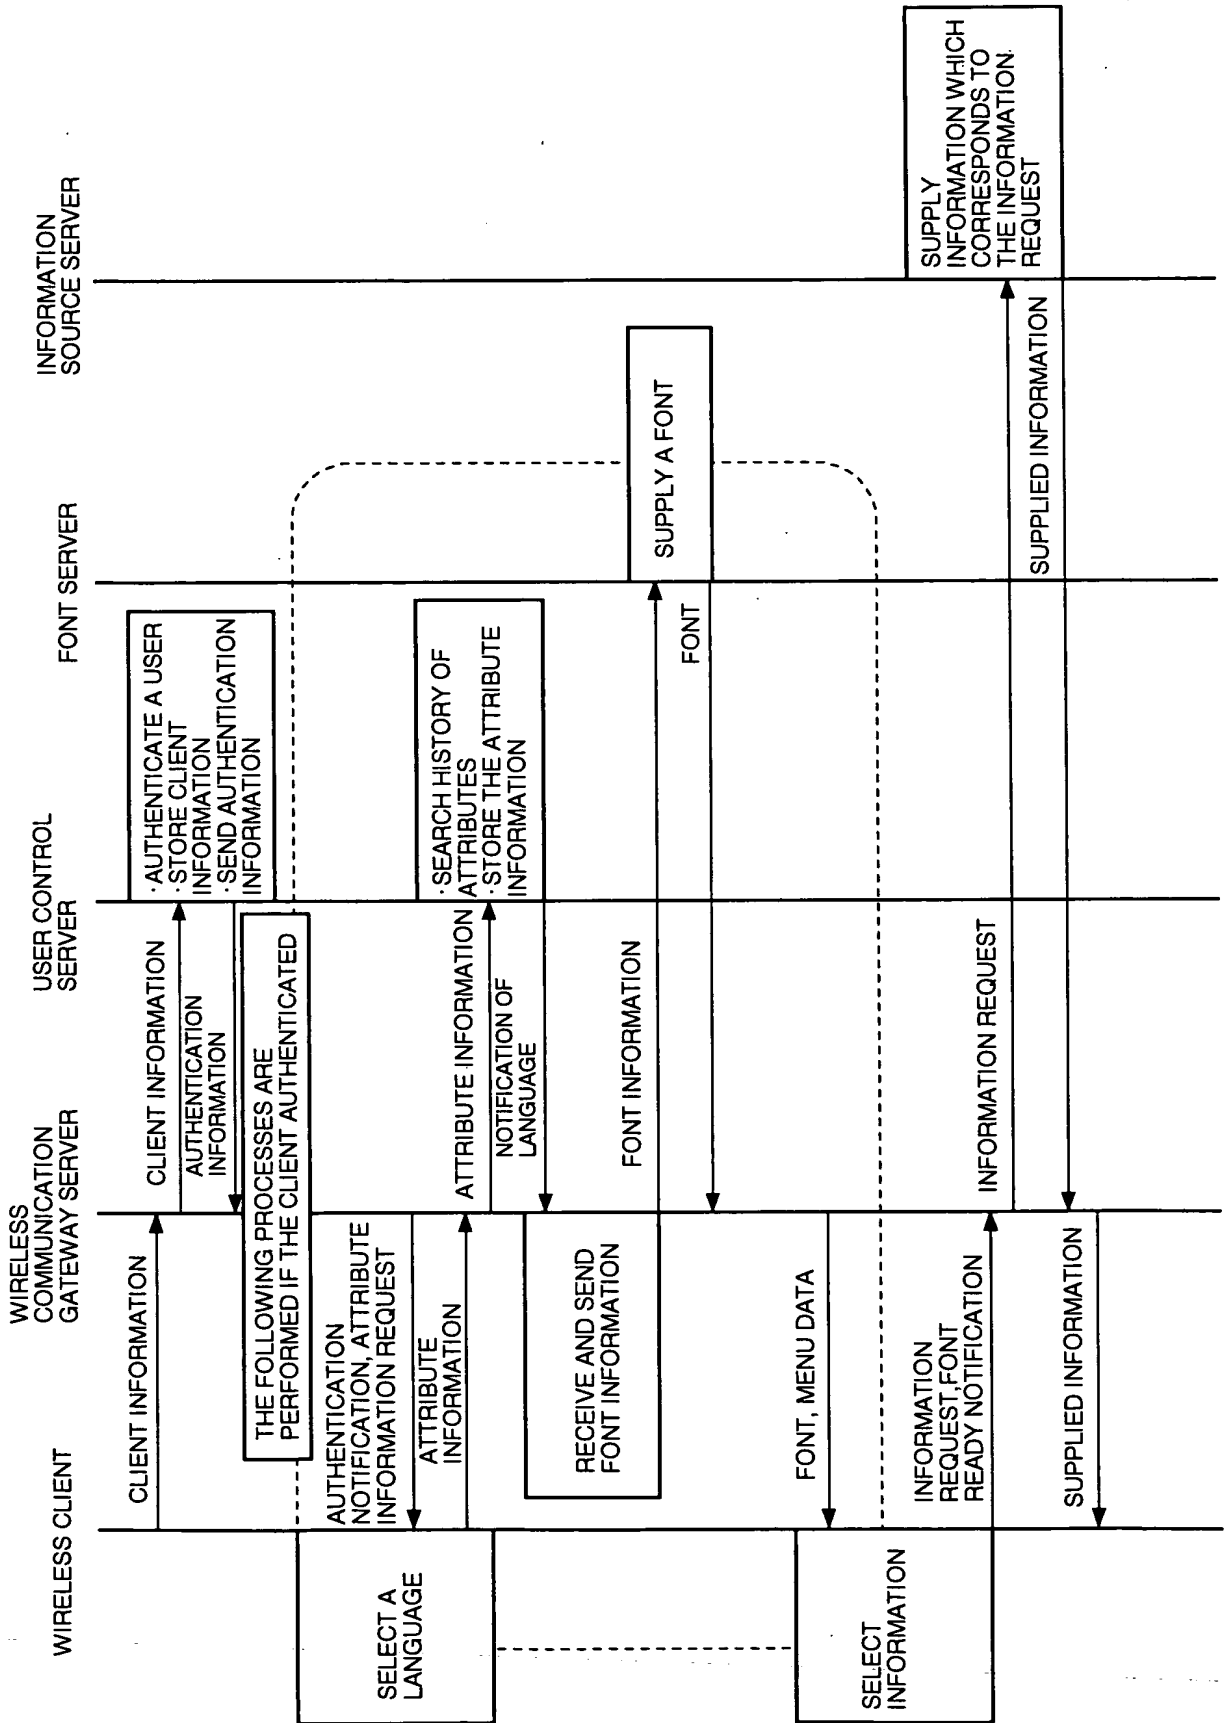 WIRELESS CLIENT
WIRELESS
COMMUNICATION
GATEWAY SERVER
USER CONTROL
SERVER
FONT SERVER
INFORMATION
SOURCE SERVER
CLIENT INFORMATION
CLIENT INFORMATION
·AUTHENTICATE A USER
·STORE CLIENT
INFORMATION
·SEND AUTHENTICATION
INFORMATION
AUTHENTICATION
INFORMATION
THE FOLLOWING PROCESSES ARE
PERFORMED IF THE CLIENT AUTHENTICATED
AUTHENTICATION
NOTIFICATION, ATTRIBUTE
INFORMATION REQUEST
SELECT A
LANGUAGE
ATTRIBUTE
INFORMATION
ATTRIBUTE INFORMATION
·SEARCH HISTORY OF
ATTRIBUTES
·STORE THE ATTRIBUTE
INFORMATION
NOTIFICATION OF
LANGUAGE
RECEIVE AND SEND
FONT INFORMATION
FONT INFORMATION
SUPPLY A FONT
FONT
FONT, MENU DATA
SELECT
INFORMATION
INFORMATION
REQUEST,FONT
READY NOTIFICATION
INFORMATION REQUEST
SUPPLY
INFORMATION WHICH
CORRESPONDS TO
THE INFORMATION
REQUEST
SUPPLIED INFORMATION
SUPPLIED INFORMATION